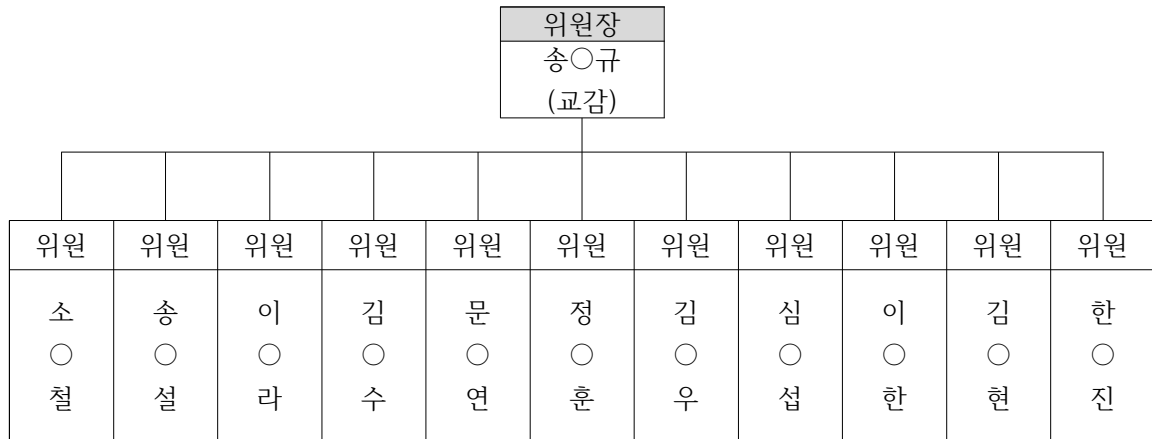 위원장
송○규
(교감)
위원 위원 위원 위원 위원 위원 위원 위원 위원 위원 위원
소 송 이 김 문 정 김 심 이 김 한
○ ○ ○ ○ ○ ○ ○ ○ ○ ○ ○
철 설 라 수 연 훈 우 섭 한 현 진